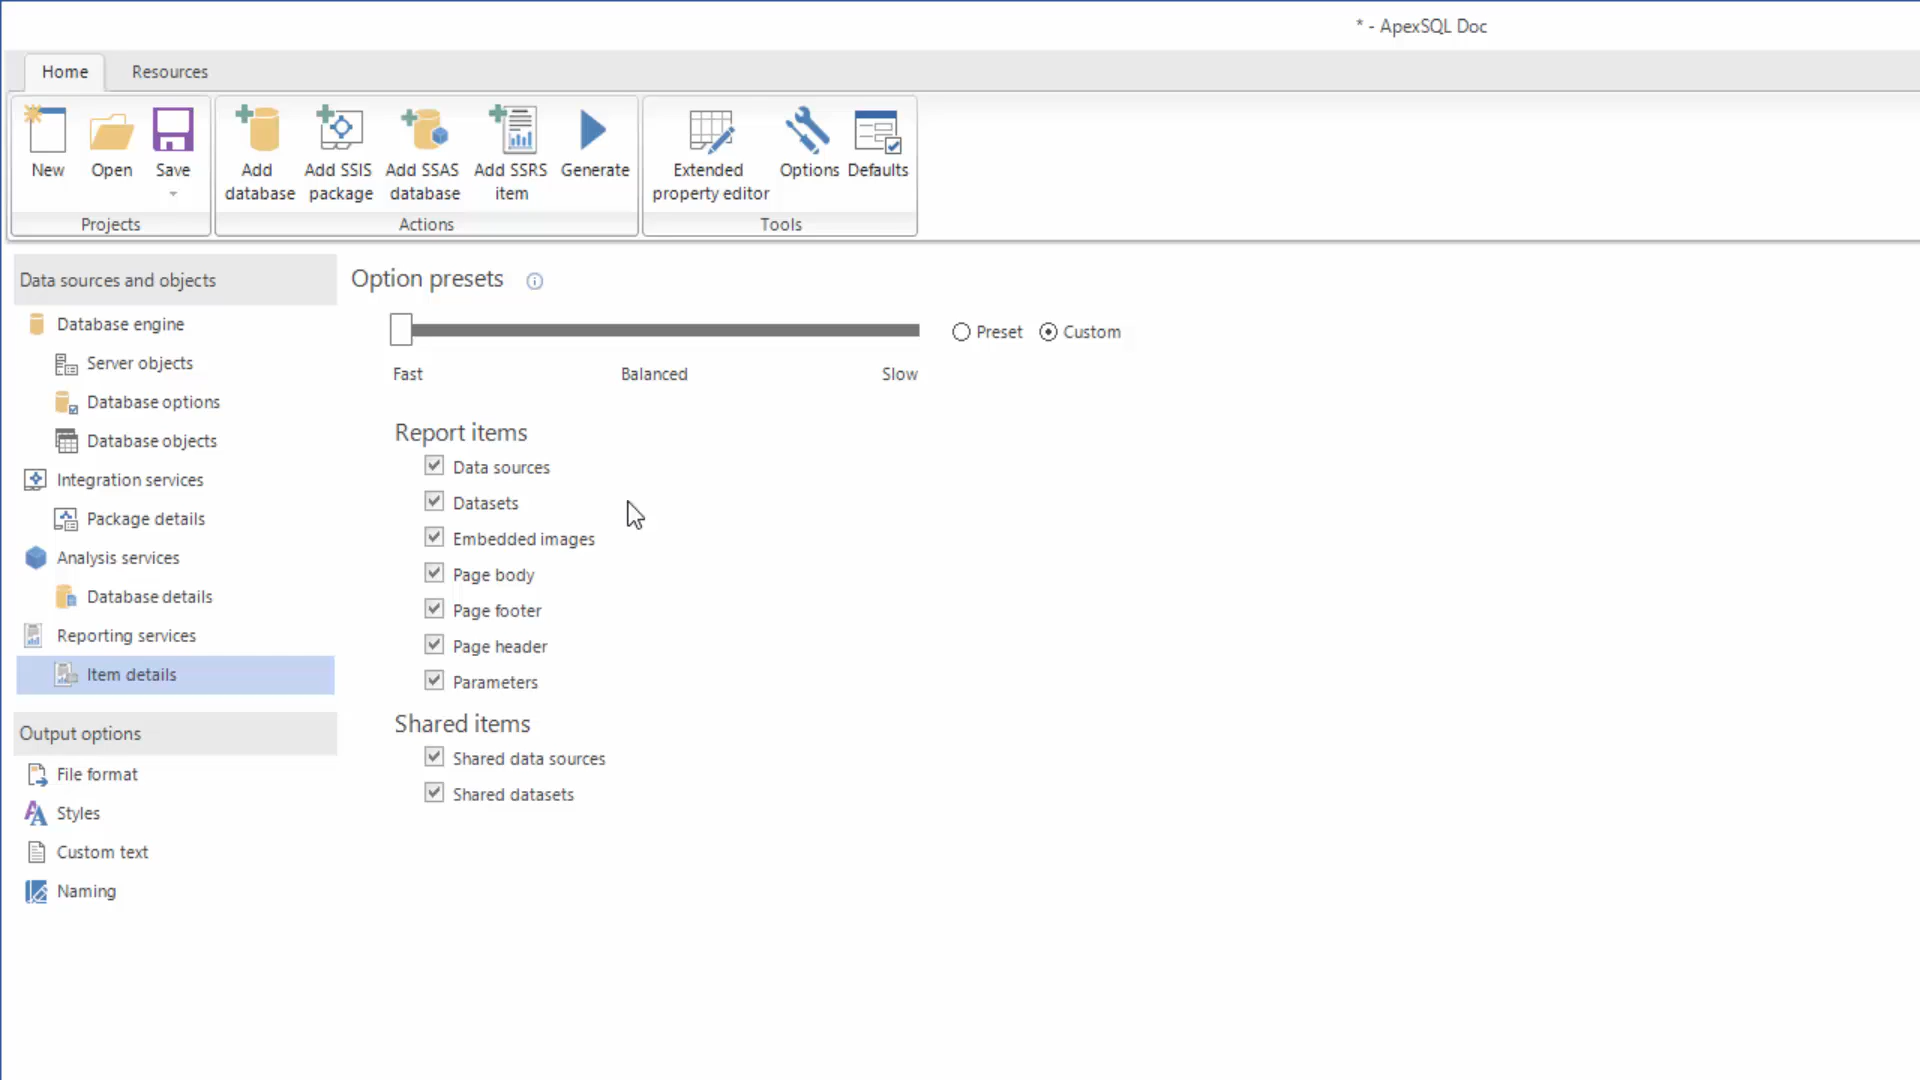 * - ApexSQL Doc
Home Resources
New Open Save Add database Add SSIS package Add SSAS database Add SSRS item Generate Extended property editor Options Defaults
Projects Actions Tools
Data sources and objects
Database engine
Server objects
Database options
Database objects
Integration services
Package details
Analysis services
Database details
Reporting services
Item details
Output options
File format
Styles
Custom text
Naming
Option presets
Preset Custom
Fast Balanced Slow
Report items
Data sources
Datasets
Embedded images
Page body
Page footer
Page header
Parameters
Shared items
Shared data sources
Shared datasets